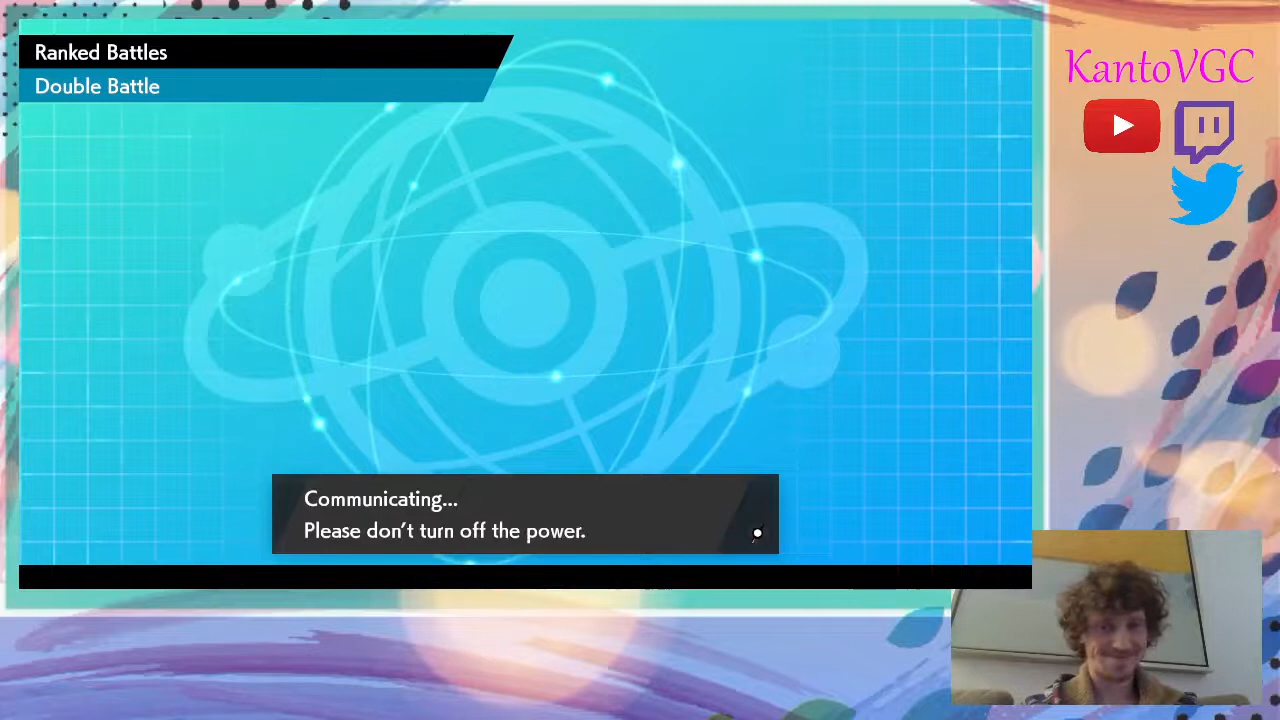 Ranked Battles
Double Battle
KantoVGC
Communicating...
Please don't turn off the power.